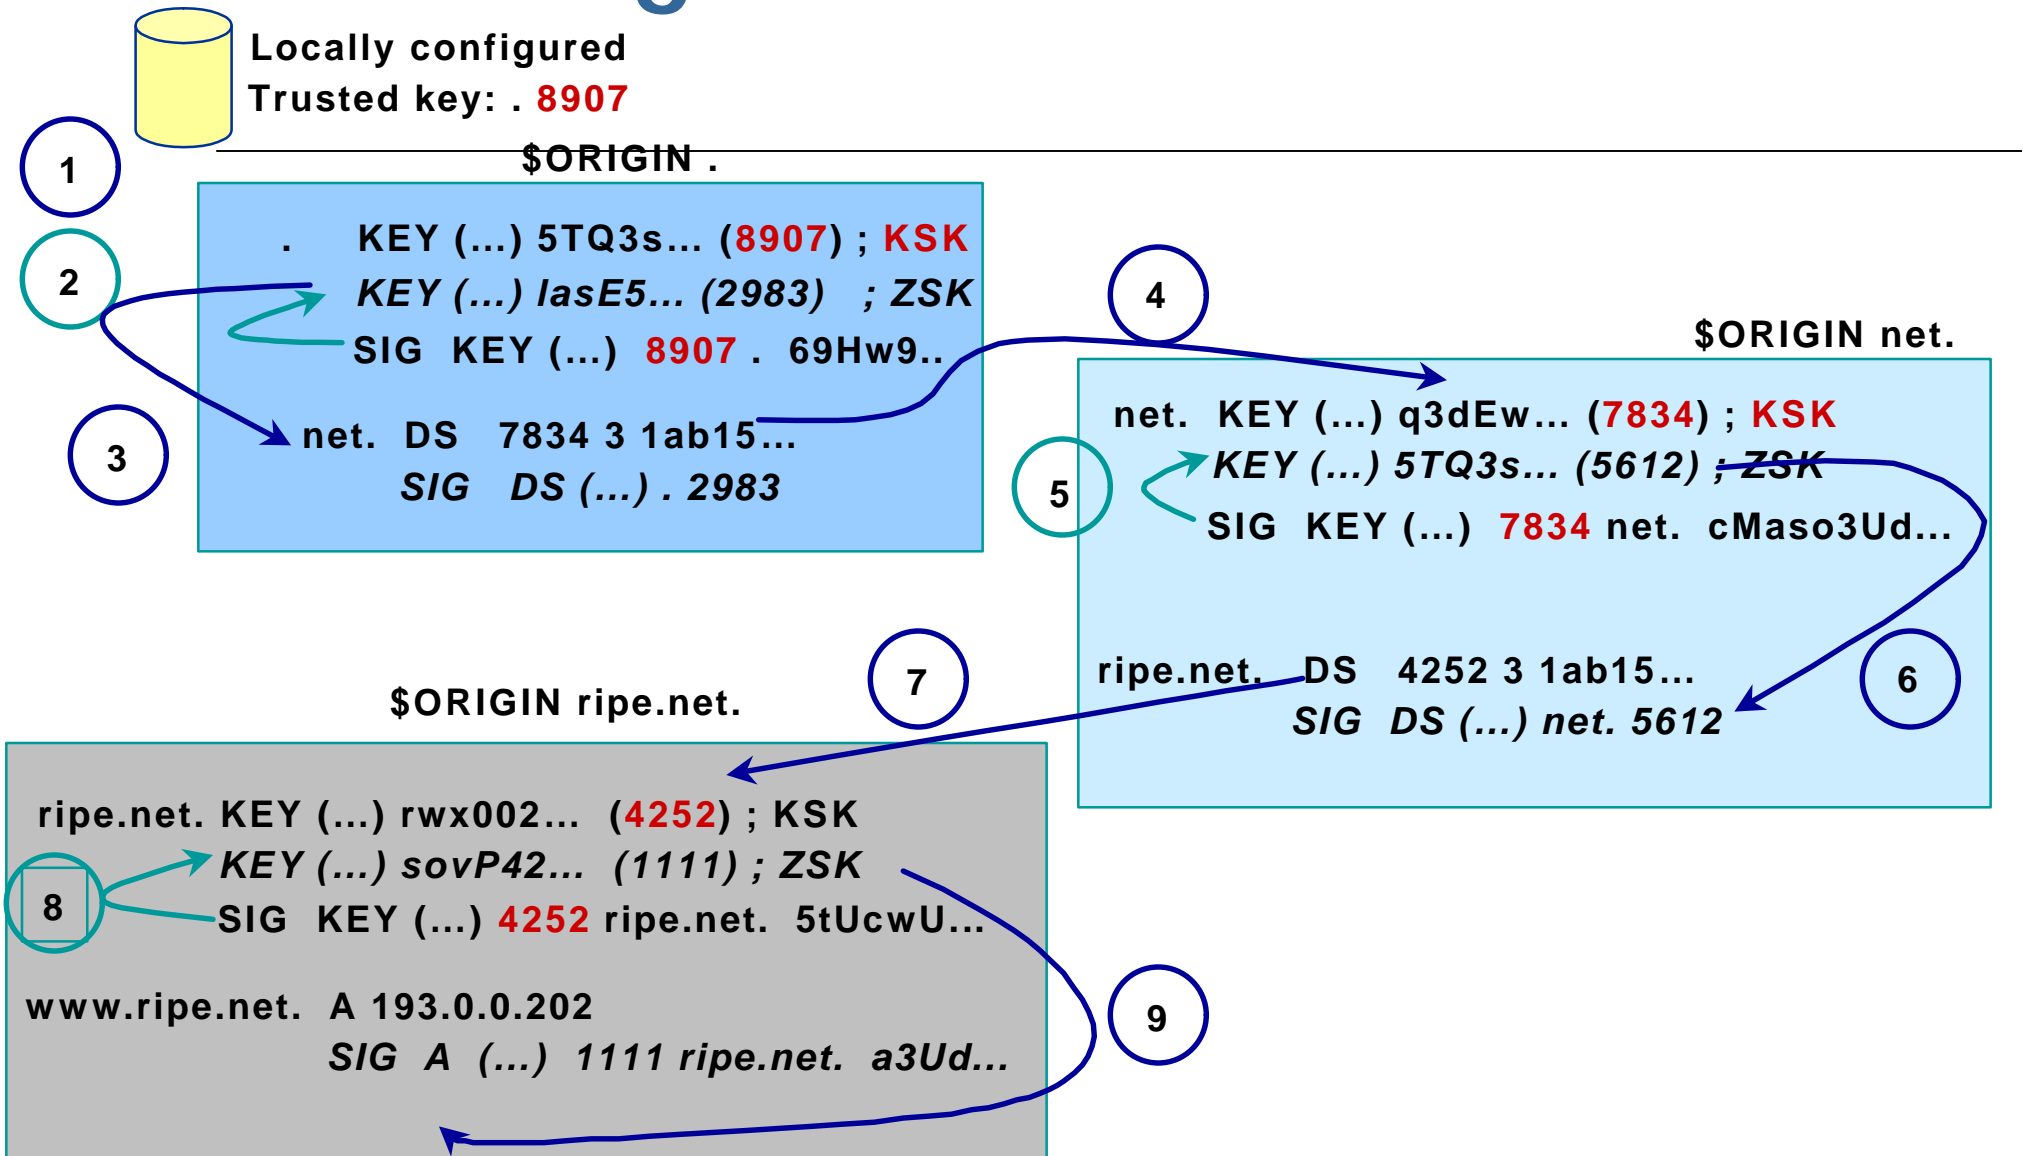 Locally configured
Trusted key: . 8907
1
$ORIGIN .
2
. KEY (...) 5TQ3s... (8907) ; KSK
KEY (...) lasE5... (2983) ; ZSK
SIG KEY (...) 8907 . 69Hw9..
3
net. DS 7834 3 1ab15...
SIG DS (...) . 2983
4
$ORIGIN net.
net. KEY (...) q3dEw... (7834) ; KSK
KEY (...) 5TQ3s... (5612) ; ZSK
5
SIG KEY (...) 7834 net. cMaso3Ud...
ripe.net. DS 4252 3 1ab15...
SIG DS (...) net. 5612
6
7
$ORIGIN ripe.net.
ripe.net. KEY (...) rwx002... (4252) ; KSK
KEY (...) sovP42... (1111) ; ZSK
8
SIG KEY (...) 4252 ripe.net. 5tUcwU...
www.ripe.net. A 193.0.0.202
SIG A (...) 1111 ripe.net. a3Ud...
9